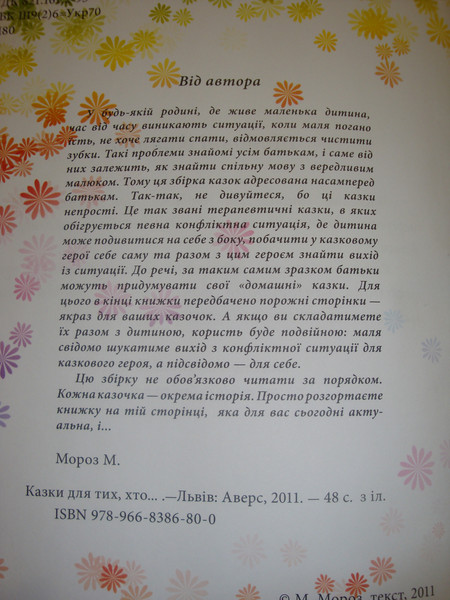 ВК Ш9(2)6=Укр70
Від автора
У будь-якій родині, де живе маленька дитина,
час від часу виникають ситуації, коли маля погано
їсть, не хоче лягати спати, відмовляється чистити
зубки. Такі проблеми знайомі усім батькам, і саме від
них залежить, як знайти спільну мову з вередливим
малюком. Тому ця збірка казок адресована насамперед
батькам. Так-так, не дивуйтеся, бо ці казки
непрості. Це так звані терапевтичні казки, в яких
обігрується певна конфліктна ситуація, де дитина
може подивитися на себе з боку, побачити у казковому
герої себе саму та разом з цим героєм знайти вихід
із ситуації. До речі, за таким самим зразком батьки
можуть придумувати свої «домашні» казки. Для
цього в кінці книжки передбачено порожні сторінки —
якраз для ваших казочок. А якщо ви складатимете
їх разом з дитиною, користь буде подвійною: маля
свідомо шукатиме вихід з конфліктної ситуації для
казкового героя, а підсвідомо — для себе.
Цю збірку не обов'язково читати за порядком.
Кожна казочка — окрема історія. Просто розгортаєте
книжку на тій сторінці, яка для вас сьогодні акту-
альна, і...
Мороз М.
Казки для тих, хто... .—Львів: Аверс, 2011. — 48 с. з іл.
ISBN 978-966-8386-80-0
© М. Мороз, текст, 2011